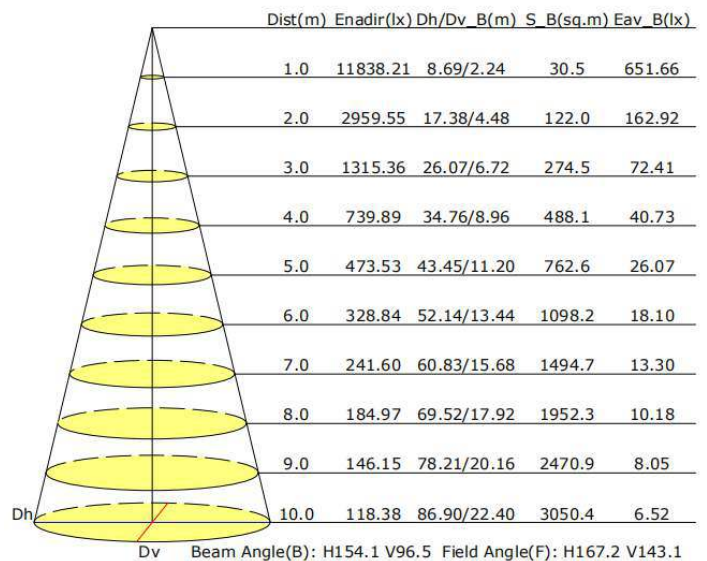 Dist(m) Enadir(lx) Dh/Dv_B(m) S_B(sq.m) Eav_B(lx)
1.0 11838.21 8.69/2.24 30.5 651.66
2.0 2959.55 17.38/4.48 122.0 162.92
3.0 1315.36 26.07/6.72 274.5 72.41
4.0 739.89 34.76/8.96 488.1 40.73
5.0 473.53 43.45/11.20 762.6 26.07
6.0 328.84 52.14/13.44 1098.2 18.10
7.0 241.60 60.83/15.68 1494.7 13.30
8.0 184.97 69.52/17.92 1952.3 10.18
9.0 146.15 78.21/20.16 2470.9 8.05
Dh 10.0 118.38 86.90/22.40 3050.4 6.52
Dv Beam Angle(B): H154.1 V96.5 Field Angle(F): H167.2 V143.1